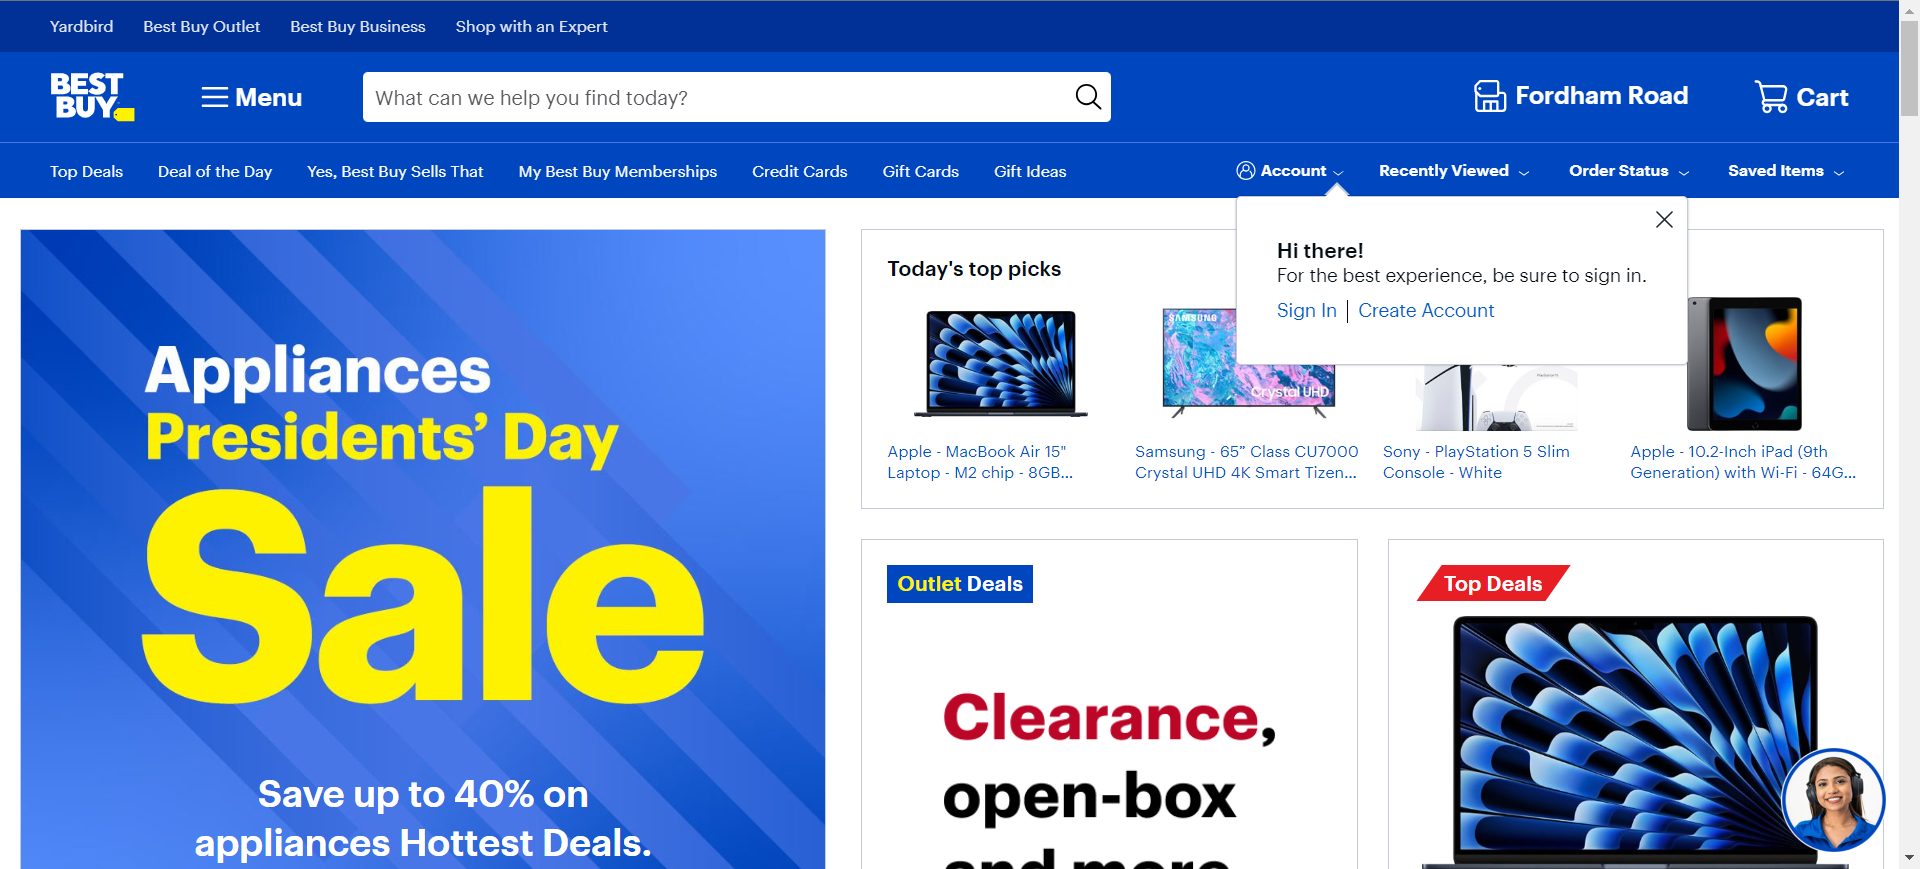 Yardbird
Best Buy Outlet
Best Buy Business
Shop with an Expert
BEST
BUY
Menu
What can we help you find today?
Fordham Road
Cart
Top Deals
Deal of the Day
Yes, Best Buy Sells That
My Best Buy Memberships
Credit Cards
Gift Cards
Gift Ideas
Account
Recently Viewed
Order Status
Saved Items
Hi there!
For the best experience, be sure to sign in.
Sign In
Create Account
Appliances
Presidents’ Day
Sale
Save up to 40% on
appliances Hottest Deals.
Today's top picks
SAMSUNG
Crystal UHD
Apple - MacBook Air 15"
Laptop - M2 chip - 8GB...
Samsung - 65” Class CU7000
Crystal UHD 4K Smart Tizen...
Sony - PlayStation 5 Slim
Console - White
Apple - 10.2-Inch iPad (9th
Generation) with Wi-Fi - 64G...
Outlet Deals
Clearance,
open-box
and more
Top Deals